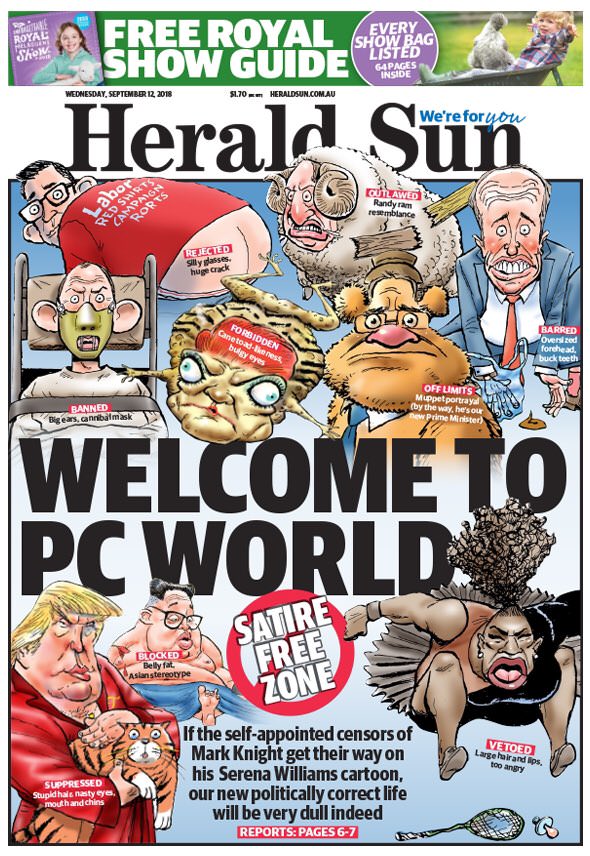 UNFORGETTABLE
ROYAL
MELBOURNE
SHOW
FREE ROYAL
SHOW GUIDE
EVERY
SHOW BAG
LISTED
64 PAGES
INSIDE
WEDNESDAY, SEPTEMBER 12, 2018
$1.70 INC GST
HERALDSUN.COM.AU
We're for you
Herald Sun
Labor
RED SHIRTS
CAMPAIGN
RORTS
OUTLAWED
Randy ram
resemblance
REJECTED
Silly glasses,
huge crack
FORBIDDEN
Cane toad-likeness,
bulgy eyes
BARRED
Oversized
forehead,
buck teeth
OFF LIMITS
Muppet portrayal
(by the way, he's our
new Prime Minister)
BANNED
Big ears, cannibal mask
WELCOME TO
PC WORLD
SATIRE
FREE
ZONE
BLOCKED
Belly fat,
Asian stereotype
SUPPRESSED
Stupid hair, nasty eyes,
mouth and chins
If the self-appointed censors of
Mark Knight get their way on
his Serena Williams cartoon,
our new politically correct life
will be very dull indeed
REPORTS: PAGES 6-7
VETOED
Large hair and lips,
too angry